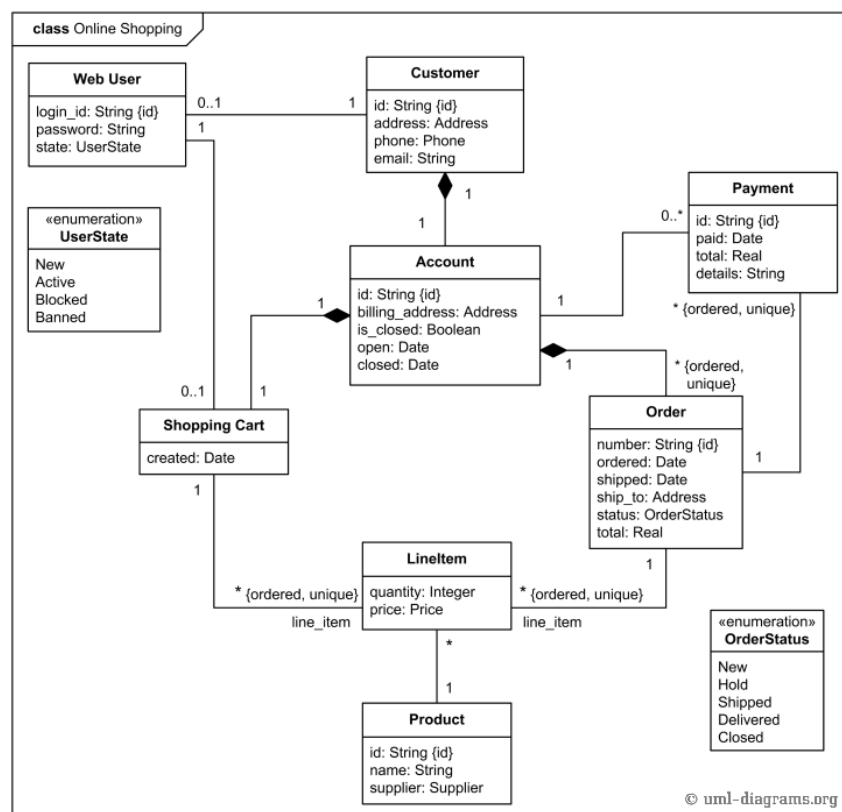 class Online Shopping
Web User
login_id: String {id}
password: String
state: UserState
0..1
1
1
Customer
id: String {id}
address: Address
phone: Phone
email: String
1
1
«enumeration»
UserState
New
Active
Blocked
Banned
Account
id: String {id}
billing_address: Address
is_closed: Boolean
open: Date
closed: Date
1
0..*
Payment
id: String {id}
paid: Date
total: Real
details: String
* {ordered, unique}
1
1
1
0..1
1
* {ordered,
unique}
Shopping Cart
created: Date
1
Order
number: String {id}
ordered: Date
shipped: Date
ship_to: Address
status: OrderStatus
total: Real
1
LineItem
quantity: Integer
price: Price
* {ordered, unique}
line_item
* {ordered, unique}
line_item
*
1
Product
id: String {id}
name: String
supplier: Supplier
«enumeration»
OrderStatus
New
Hold
Shipped
Delivered
Closed
© uml-diagrams.org